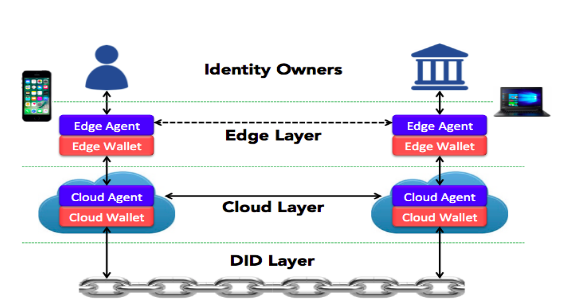 Identity Owners
Edge Agent
Edge Wallet
Edge Layer
Edge Agent
Edge Wallet
Cloud Agent
Cloud Wallet
Cloud Layer
Cloud Agent
Cloud Wallet
DID Layer